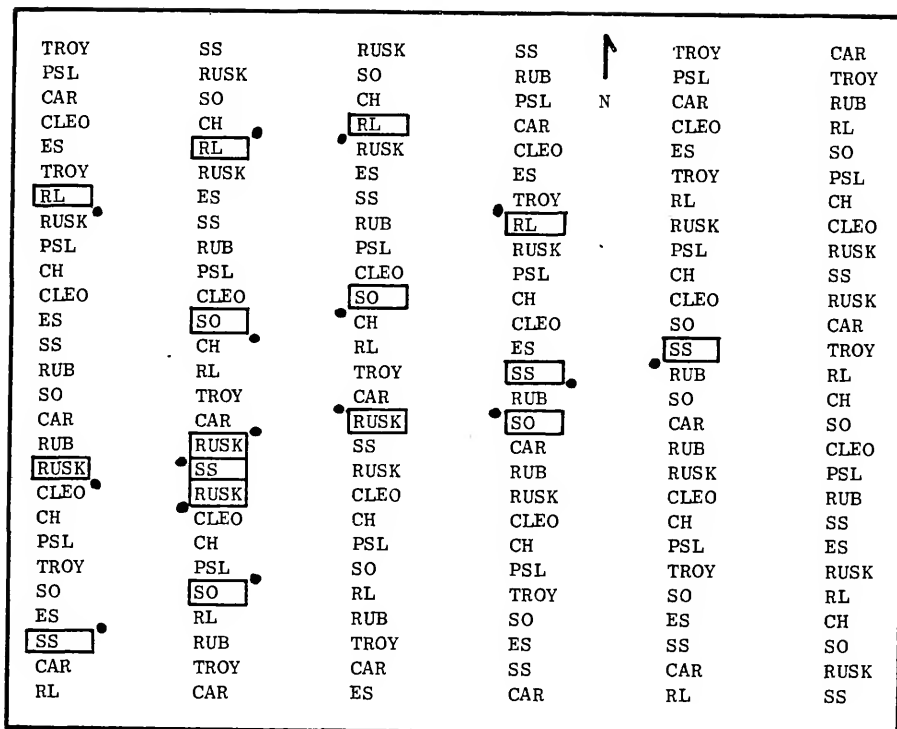 TROY SS RUSK SS TROY CAR
PSL RUSK SO RUB PSL TROY
CAR SO CH PSL N CAR RUB
CLEO CH RL CAR CLEO RL
ES RL RUSK CLEO ES SO
TROY RUSK ES ES TROY PSL
RL ES SS TROY RL CH
RUSK SS RUB RL RUSK CLEO
PSL RUB PSL RUSK PSL RUSK
CH PSL CLEO PSL CH SS
CLEO CLEO SO CH CLEO RUSK
ES SO CH CLEO SO CAR
SS CH RL ES SS TROY
RUB RL TROY SS RUB RL
SO TROY CAR RUB SO CH
CAR CAR RUSK SO CAR SO
RUB RUSK SS CAR RUB CLEO
RUSK SS RUSK RUB RUSK PSL
CLEO RUSK CLEO RUSK CLEO RUB
CH CLEO CH CLEO CH SS
PSL CH PSL CH PSL ES
TROY PSL SO PSL TROY RUSK
SO SO RL TROY SO RL
ES RL RUB SO ES CH
SS RUB TROY ES SS SO
CAR TROY CAR SS CAR RUSK
RL CAR ES CAR RL SS